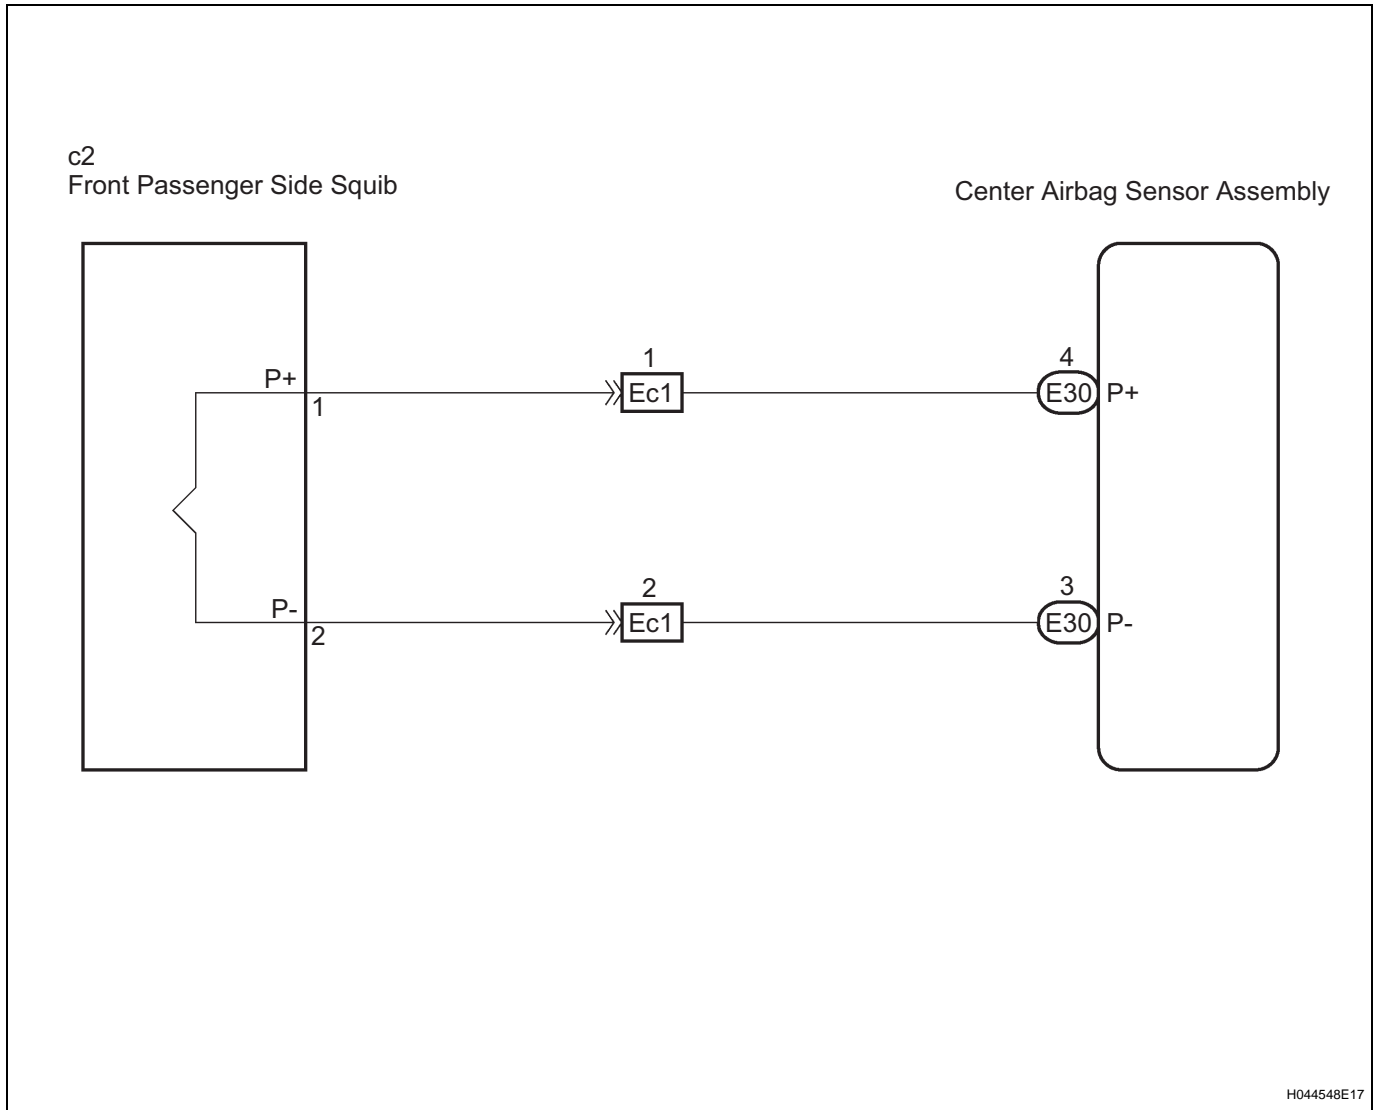 c2
Front Passenger Side Squib
Center Airbag Sensor Assembly
P+
1
1
Ec1
4
E30
P+
P-
2
2
Ec1
3
E30
P-
H044548E17